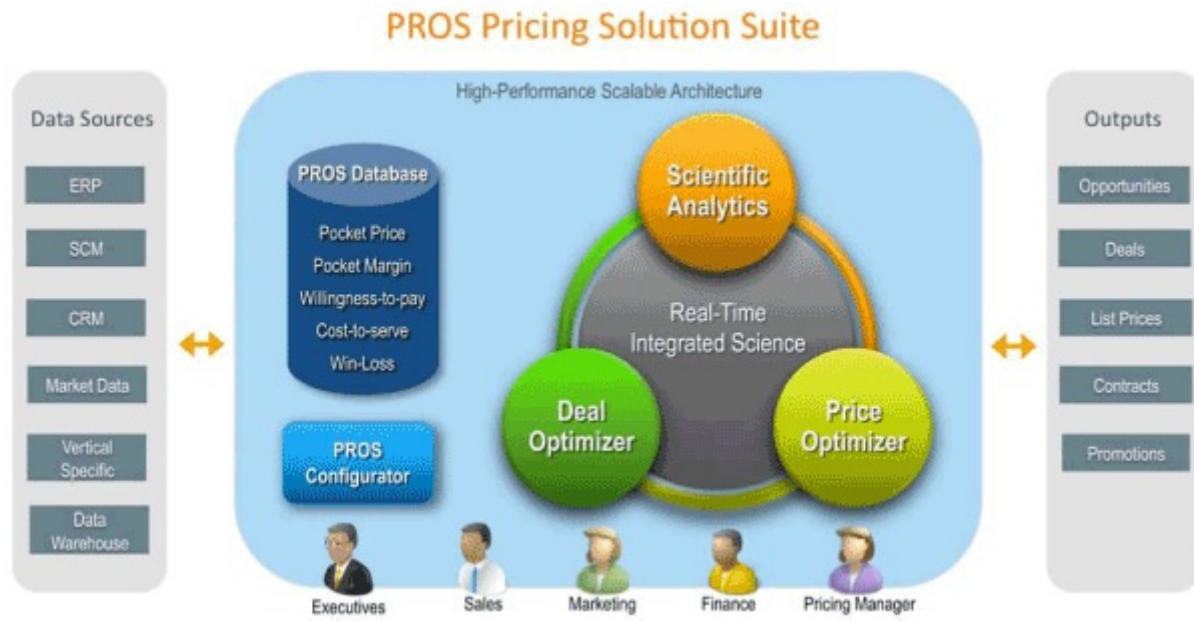 PROS Pricing Solution Suite
Data Sources
ERP
SCM
CRM
Market Data
Vertical
Specific
Data
Warehouse
High-Performance Scalable Architecture
PROS Database
Pocket Price
Pocket Margin
Willingness-to-pay
Cost-to-serve
Win-Loss
PROS
Configurator
Scientific
Analytics
Real-Time
Integrated Science
Deal
Optimizer
Price
Optimizer
Executives
Sales
Marketing
Finance
Pricing Manager
Outputs
Opportunities
Deals
List Prices
Contracts
Promotions